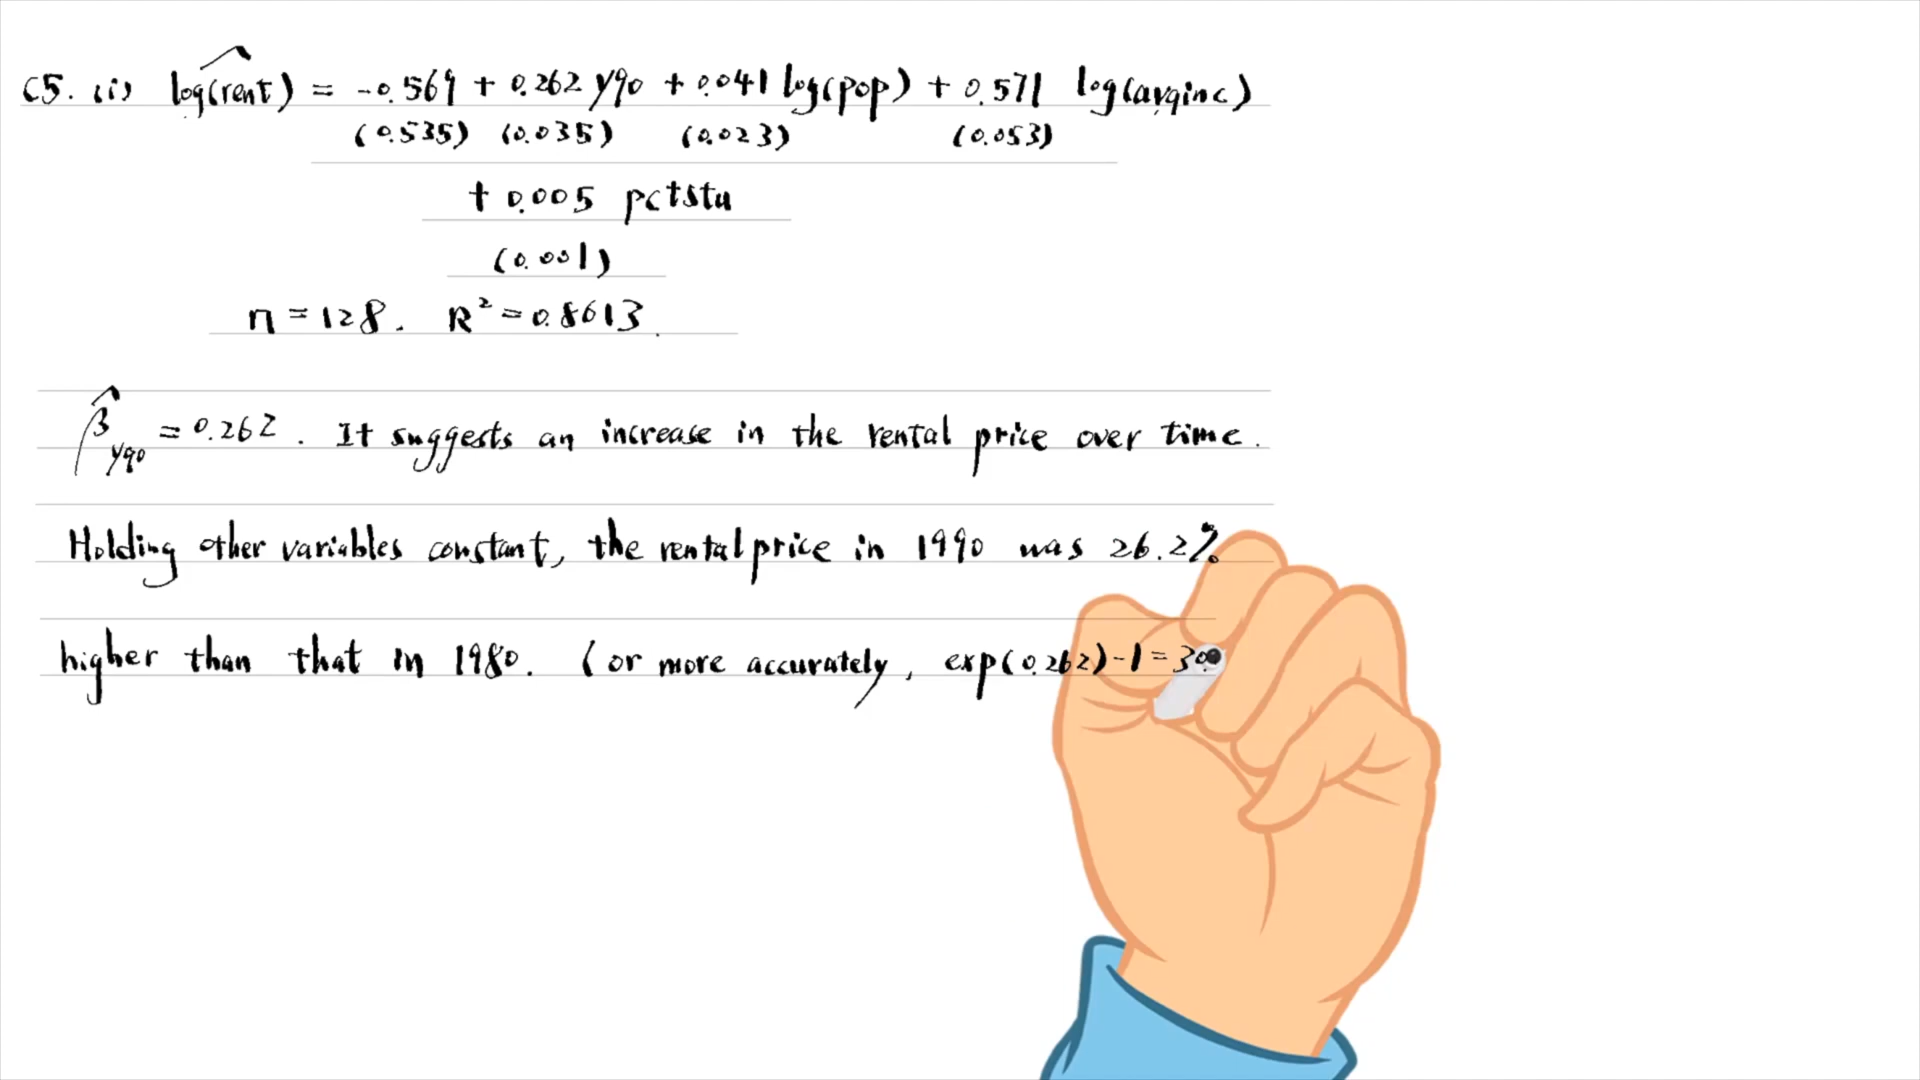 C5. (i) log(rent)^ = -0.569 + 0.262 y90 + 0.041 log(pop) + 0.571 log(avginc)
(0.535) (0.035) (0.023) (0.053)
+ 0.005 pctstu
(0.001)
n = 128. R² = 0.8613.
β̂y90 = 0.262. It suggests an increase in the rental price over time.
Holding other variables constant, the rental price in 1990 was 26.2%
higher than that in 1980. (or more accurately, exp(0.262)-1=30